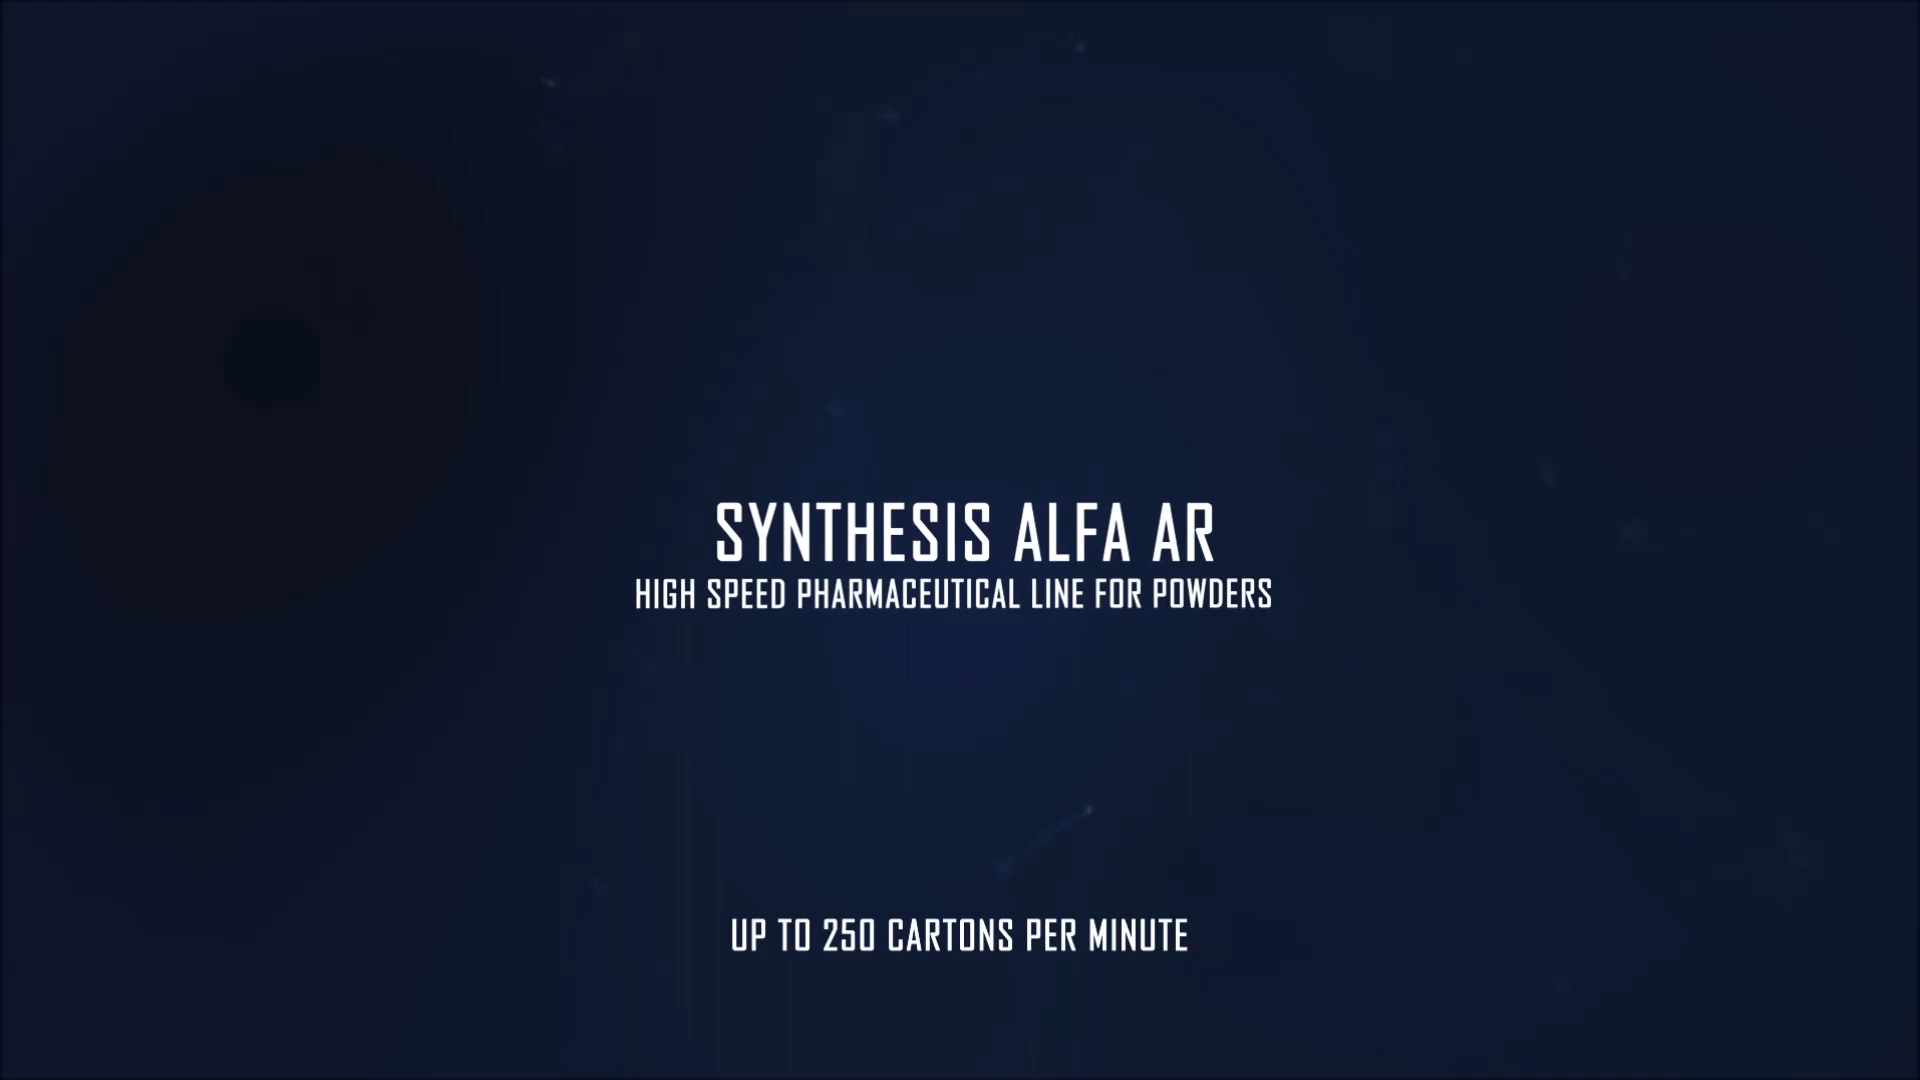 SYNTHESIS ALFA AR
HIGH SPEED PHARMACEUTICAL LINE FOR POWDERS
UP TO 250 CARTONS PER MINUTE